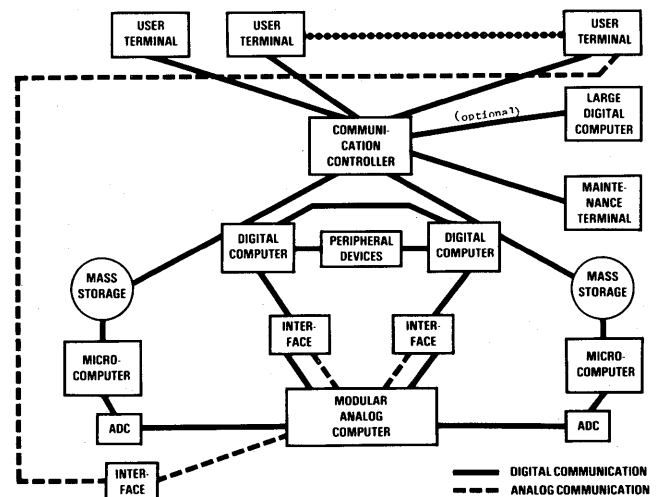 USER
TERMINAL
USER
TERMINAL
USER
TERMINAL
(optional)
LARGE
DIGITAL
COMPUTER
COMMUNI-
CATION
CONTROLLER
MAINTE-
NANCE
TERMINAL
DIGITAL
COMPUTER
PERIPHERAL
DEVICES
DIGITAL
COMPUTER
MASS
STORAGE
MASS
STORAGE
INTER-
FACE
INTER-
FACE
MICRO-
COMPUTER
MICRO-
COMPUTER
MODULAR
ANALOG
COMPUTER
ADC
ADC
INTER-
FACE
DIGITAL COMMUNICATION
ANALOG COMMUNICATION